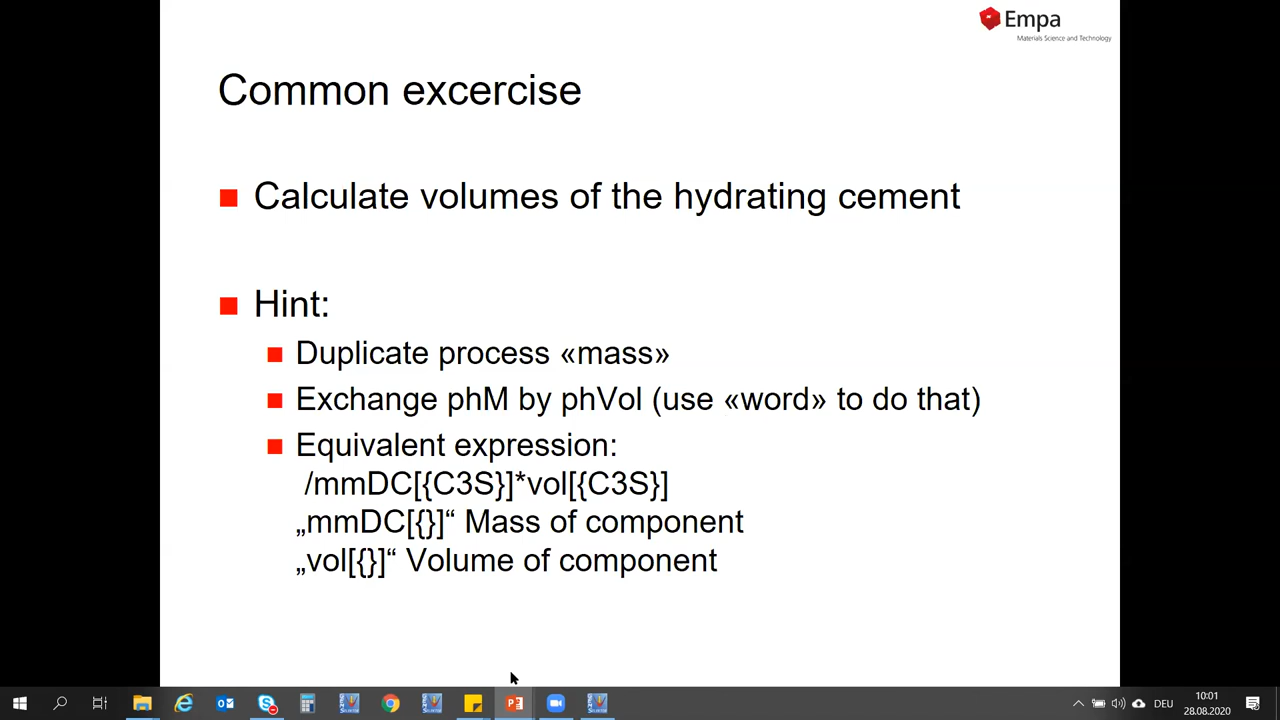 Empa
Materials Science and Technology
Common excercise
Calculate volumes of the hydrating cement
Hint:
Duplicate process «mass»
Exchange phM by phVol (use «word» to do that)
Equivalent expression:
/mmDC[{C3S}]*vol[{C3S}]
„mmDC[{}]“ Mass of component
„vol[{}]“ Volume of component
DEU
10:01
28.08.2020